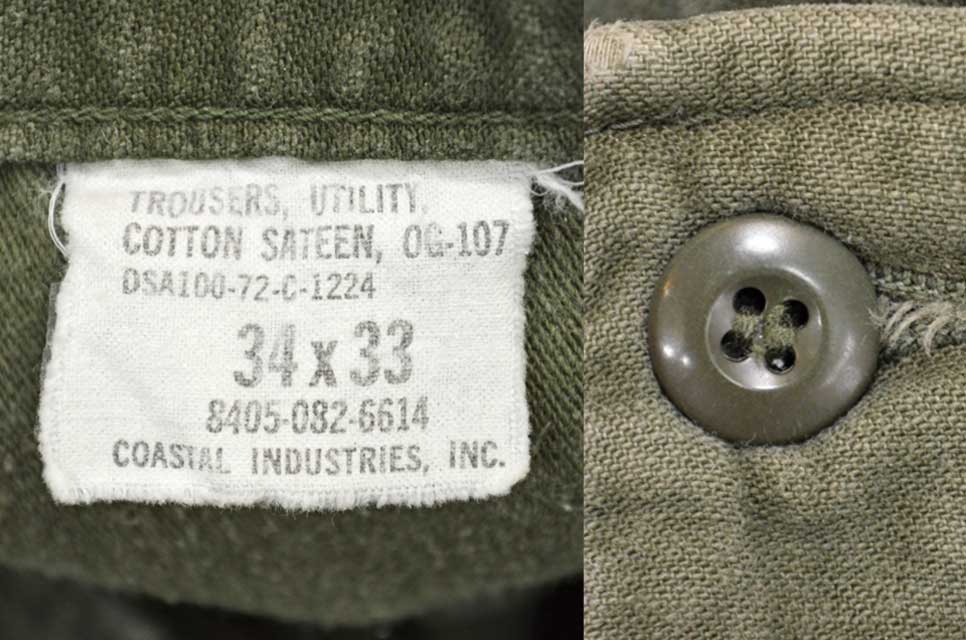 TROUSERS, UTILITY,
COTTON SATEEN, OG-107
DSA100-72-C-1224
34 x 33
8405-082-6614
COASTAL INDUSTRIES, INC.